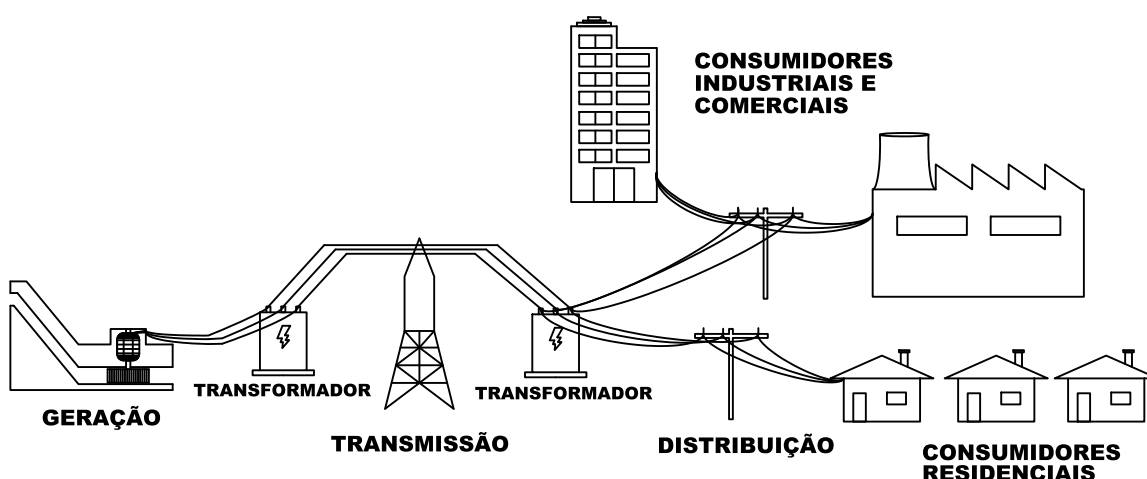 CONSUMIDORES
INDUSTRIAIS E
COMERCIAIS
TRANSFORMADOR
TRANSFORMADOR
GERAÇÃO
TRANSMISSÃO
DISTRIBUIÇÃO
CONSUMIDORES
RESIDENCIAIS